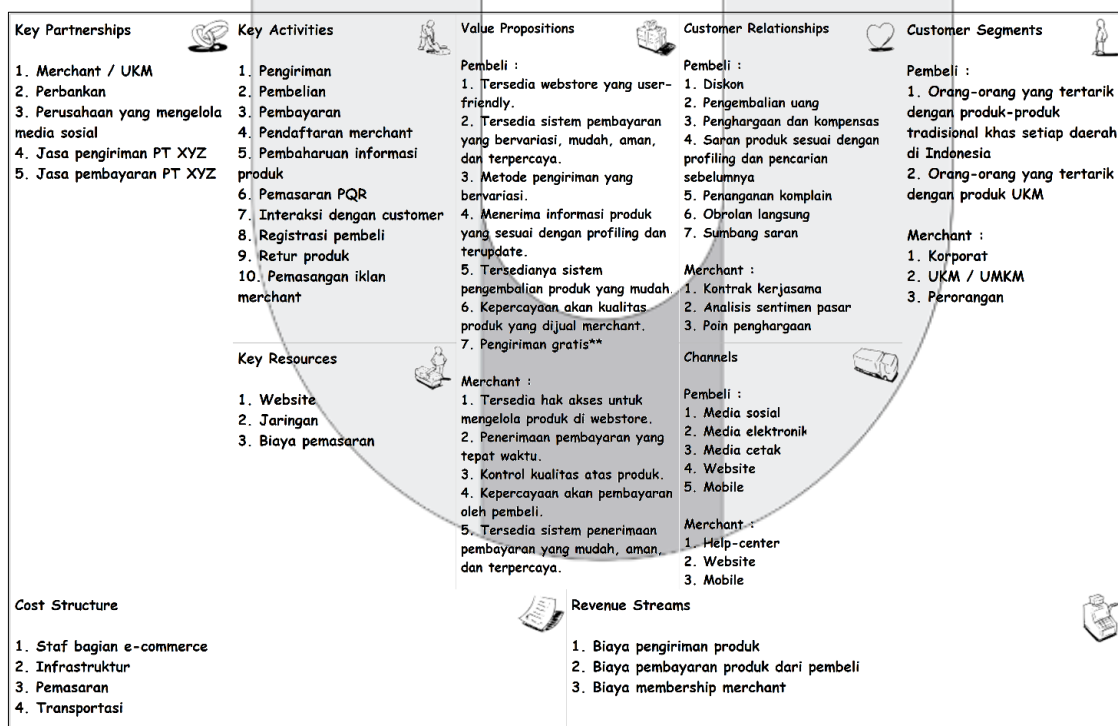 Key Partnerships
1. Merchant / UKM
2. Perbankan
3. Perusahaan yang mengelola
media sosial
4. Jasa pengiriman PT XYZ
5. Jasa pembayaran PT XYZ
Key Activities
1. Pengiriman
2. Pembelian
3. Pembayaran
4. Pendaftaran merchant
5. Pembaharuan informasi
produk
6. Pemasaran PQR
7. Interaksi dengan customer
8. Registrasi pembeli
9. Retur produk
10. Pemasangan iklan
merchant
Key Resources
1. Website
2. Jaringan
3. Biaya pemasaran
Value Propositions
Pembeli :
1. Tersedia webstore yang user-
friendly.
2. Tersedia sistem pembayaran
yang bervariasi, mudah, aman,
dan terpercaya.
3. Metode pengiriman yang
bervariasi.
4. Menerima informasi produk
yang sesuai dengan profiling dan
terupdate.
5. Tersedianya sistem
pengembalian produk yang mudah.
6. Kepercayaan akan kualitas
produk yang dijual merchant.
7. Pengiriman gratis**
Merchant :
1. Tersedia hak akses untuk
mengelola produk di webstore.
2. Penerimaan pembayaran yang
tepat waktu.
3. Kontrol kualitas atas produk.
4. Kepercayaan akan pembayaran
oleh pembeli.
5. Tersedia sistem penerimaan
pembayaran yang mudah, aman,
dan terpercaya.
Customer Relationships
Pembeli :
1. Diskon
2. Pengembalian uang
3. Penghargaan dan kompensas
4. Saran produk sesuai dengan
profiling dan pencarian
sebelumnya
5. Penanganan komplain
6. Obrolan langsung
7. Sumbang saran
Merchant :
1. Kontrak kerjasama
2. Analisis sentimen pasar
3. Poin penghargaan
Channels
Pembeli :
1. Media sosial
2. Media elektronik
3. Media cetak
4. Website
5. Mobile
Merchant :
1. Help-center
2. Website
3. Mobile
Customer Segments
Pembeli :
1. Orang-orang yang tertarik
dengan produk-produk
tradisional khas setiap daerah
di Indonesia
2. Orang-orang yang tertarik
dengan produk UKM
Merchant :
1. Korporat
2. UKM / UMKM
3. Perorangan
Cost Structure
1. Staf bagian e-commerce
2. Infrastruktur
3. Pemasaran
4. Transportasi
Revenue Streams
1. Biaya pengiriman produk
2. Biaya pembayaran produk dari pembeli
3. Biaya membership merchant